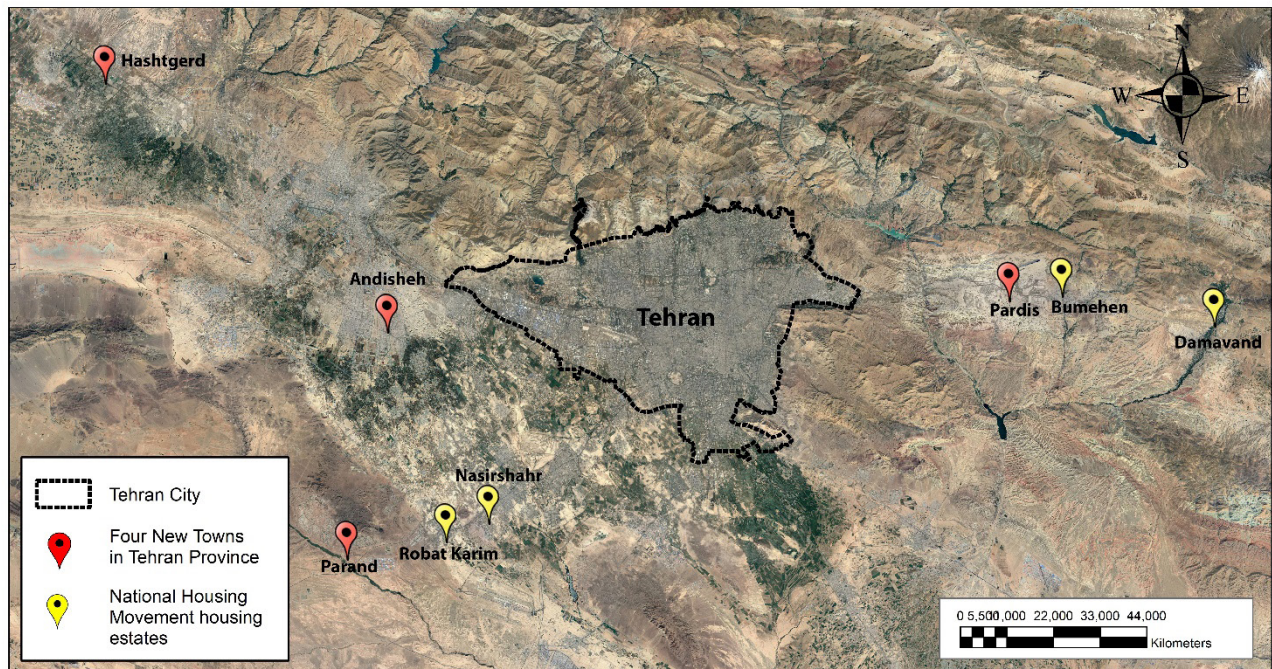 Hashtgerd
N
W
E
S
Andisheh
Tehran
Pardis
Bumehen
Damavand
Nasirshahr
Robat Karim
Parand
Tehran City
Four New Towns
in Tehran Province
National Housing
Movement housing
estates
0 5,500 11,000 22,000 33,000 44,000
Kilometers